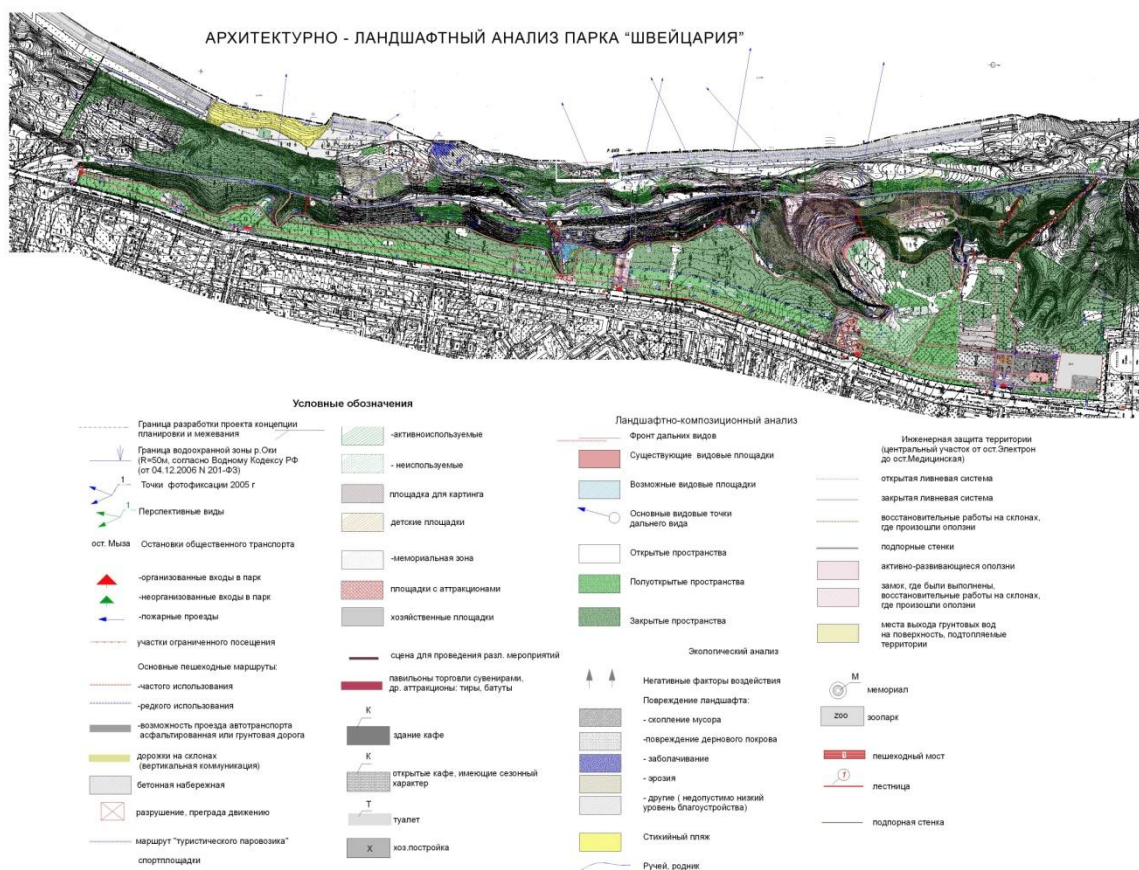 АРХИТЕКТУРНО - ЛАНДШАФТНЫЙ АНАЛИЗ ПАРКА "ШВЕЙЦАРИЯ"
Условные обозначения
Граница разработки проекта концепции
планировки и межевания
Граница водоохранной зоны р.Оки
(R=50м, согласно Водному Кодексу РФ
(от 04.12.2006 N 201-ФЗ)
1
Точки фотофиксации 2005 г
1
Перспективные виды
ост. Мыза Остановки общественного транспорта
-организованные входы в парк
-неорганизованные входы в парк
-пожарные проезды
участки ограниченного посещения
Основные пешеходные маршруты:
-частого использования
-редкого использования
-возможность проезда автотранспорта
асфальтированная или грунтовая дорога
дорожки на склонах
(вертикальная коммуникация)
бетонная набережная
разрушение, преграда движению
маршрут "туристического паровозика"
спортплощадки
-активноиспользуемые
- неиспользуемые
площадка для картинга
детские площадки
-мемориальная зона
площадки с аттракционами
хозяйственные площадки
сцена для проведения разл. мероприятий
павильоны торговли сувенирами,
др. аттракционы: тиры, батуты
К
здание кафе
К
открытые кафе, имеющие сезонный
характер
Т
туалет
Х
хоз.постройка
Ландшафтно-композиционный анализ
Фронт дальних видов
Существующие видовые площадки
Возможные видовые площадки
Основные видовые точки
дальнего вида
Открытые пространства
Полуоткрытые пространства
Закрытые пространства
Экологический анализ
Негативные факторы воздействия
Повреждение ландшафта:
- скопление мусора
-повреждение дернового покрова
- заболачивание
- эрозия
- другие ( недопустимо низкий
уровень благоустройства)
Стихийный пляж
Ручей, родник
Инженерная защита территории
(центральный участок от ост.Электрон
до ост.Медицинская)
открытая ливневая система
закрытая ливневая система
восстановительные работы на склонах,
где произошли оползни
подпорные стенки
активно-развивающиеся оползни
замок, где были выполнены,
восстановительные работы на склонах,
где произошли оползни
места выхода грунтовых вод
на поверхность, подтопляемые
территории
М
мемориал
ZOO
зоопарк
пешеходный мост
1
лестница
подпорная стенка